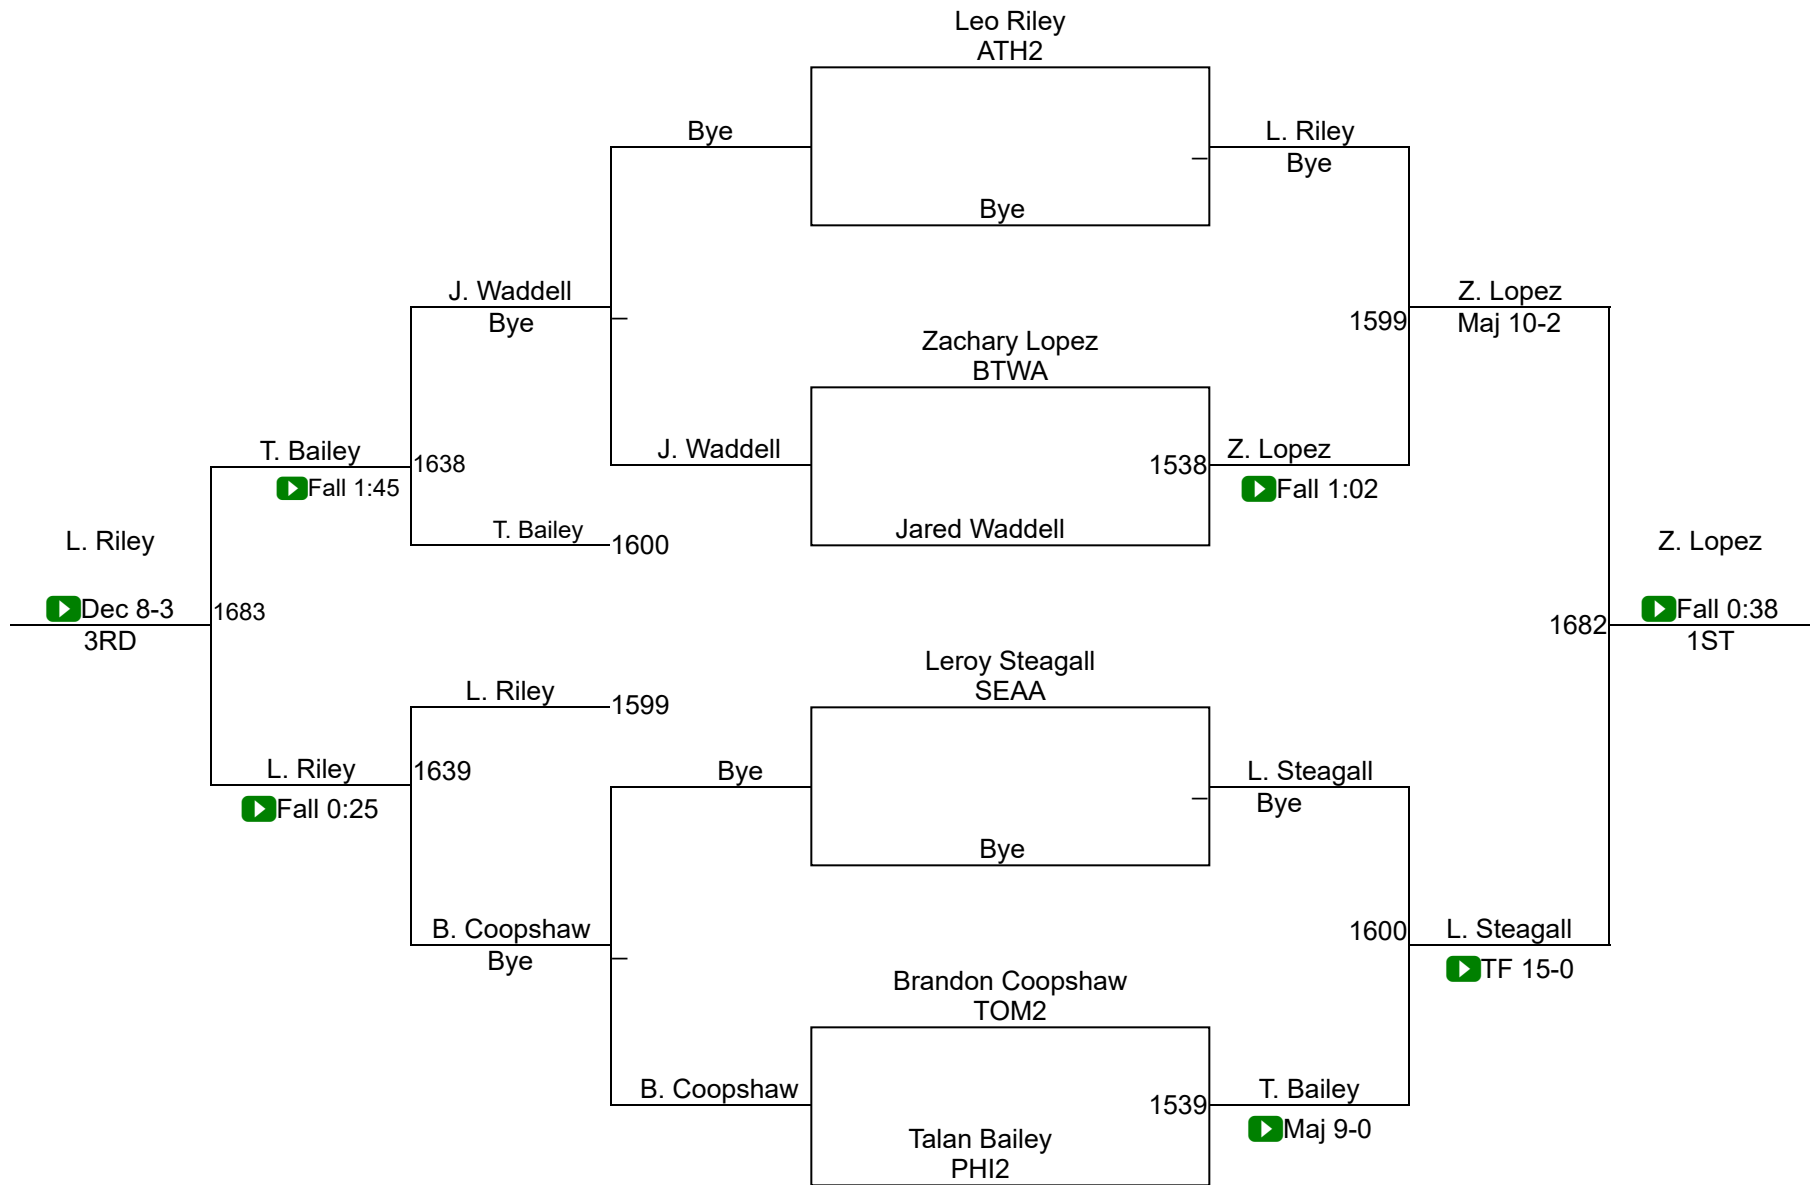 Leo Riley
ATH2
Bye
L. Riley
Bye
Bye
J. Waddell
Bye
Z. Lopez
Maj 10-2
1599
Zachary Lopez
BTWA
T. Bailey
Fall 1:45
1638
J. Waddell
1538
Z. Lopez
Fall 1:02
T. Bailey
1600
Jared Waddell
L. Riley
Dec 8-3
3RD
1683
Z. Lopez
1682
Fall 0:38
1ST
L. Riley
1599
Leroy Steagall
SEAA
L. Riley
Fall 0:25
1639
Bye
L. Steagall
Bye
Bye
B. Coopshaw
Bye
1600
L. Steagall
TF 15-0
Brandon Coopshaw
TOM2
B. Coopshaw
1539
T. Bailey
Maj 9-0
Talan Bailey
PHI2